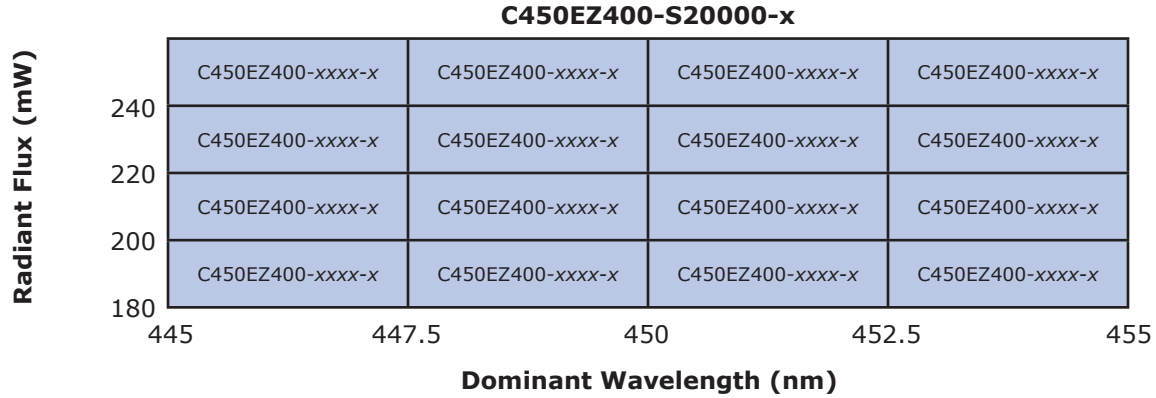 C450EZ400-S20000-x
Radiant Flux (mW)
C450EZ400-xxxx-x C450EZ400-xxxx-x C450EZ400-xxxx-x C450EZ400-xxxx-x
240
C450EZ400-xxxx-x C450EZ400-xxxx-x C450EZ400-xxxx-x C450EZ400-xxxx-x
220
C450EZ400-xxxx-x C450EZ400-xxxx-x C450EZ400-xxxx-x C450EZ400-xxxx-x
200
C450EZ400-xxxx-x C450EZ400-xxxx-x C450EZ400-xxxx-x C450EZ400-xxxx-x
180
445 447.5 450 452.5 455
Dominant Wavelength (nm)